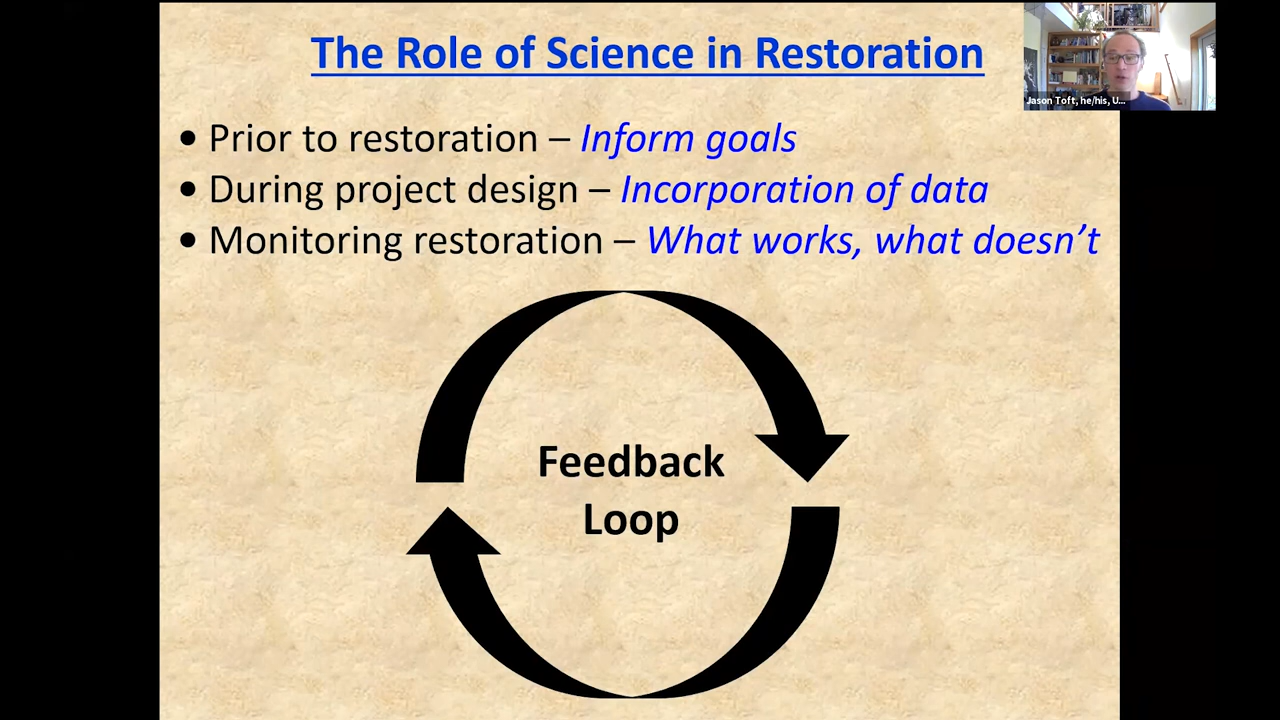 The Role of Science in Restoration
Jason Toft, he/his, U...
• Prior to restoration – Inform goals
• During project design – Incorporation of data
• Monitoring restoration – What works, what doesn’t
Feedback
Loop